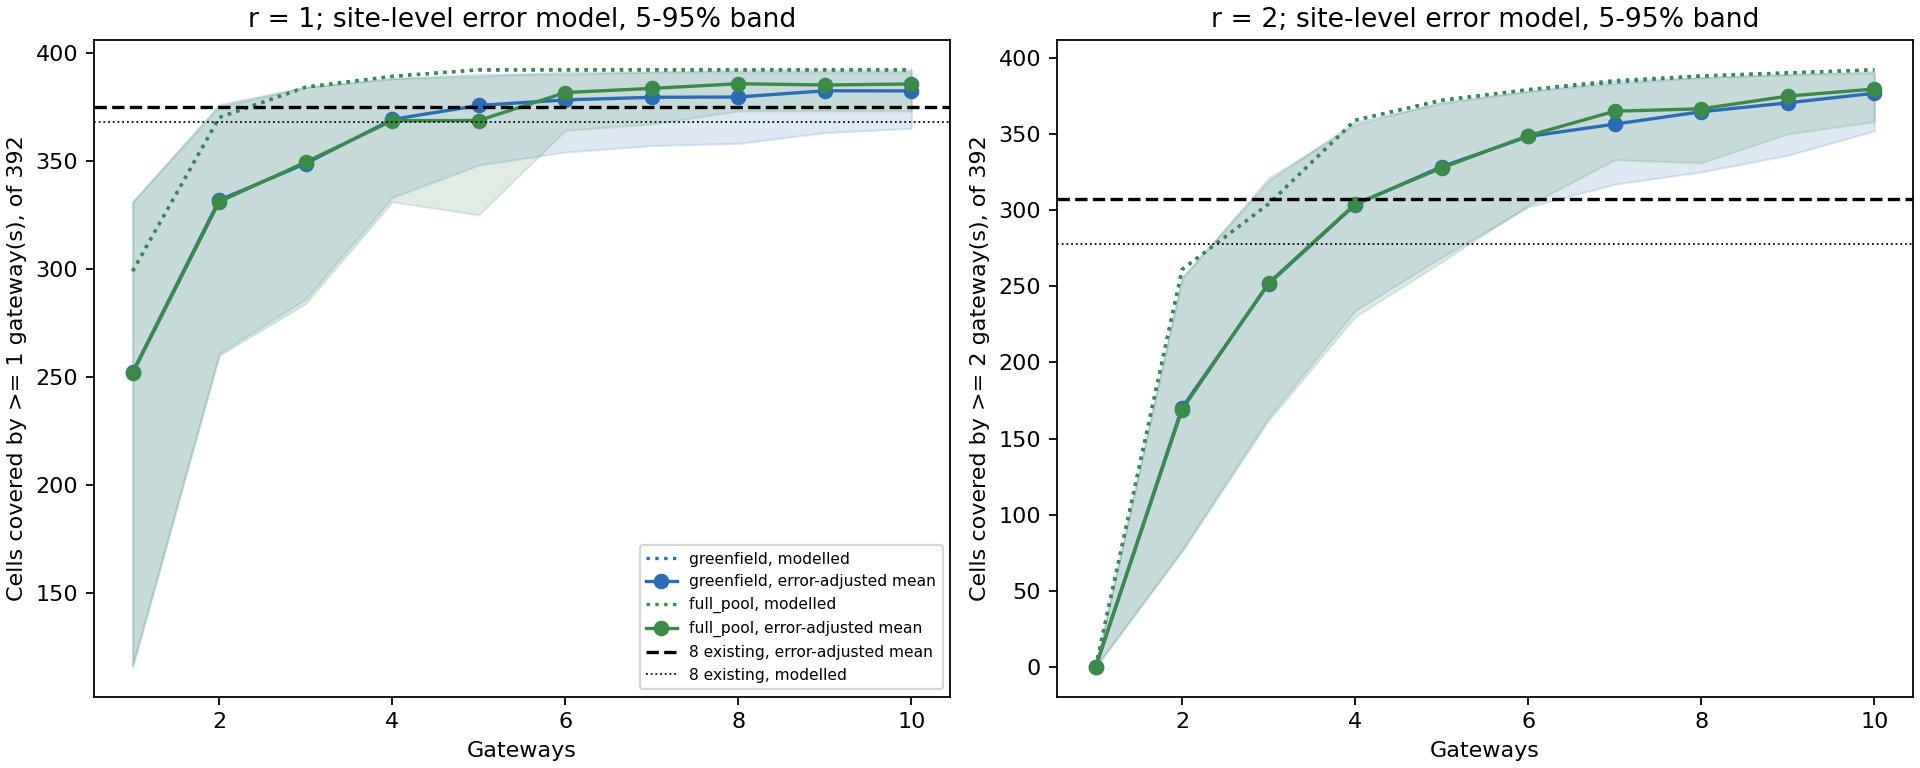 r = 1; site-level error model, 5-95% band
Cells covered by >= 1 gateway(s), of 392
400
350
300
250
200
150
2
4
6
8
10
Gateways
greenfield, modelled
greenfield, error-adjusted mean
full_pool, modelled
full_pool, error-adjusted mean
8 existing, error-adjusted mean
8 existing, modelled
r = 2; site-level error model, 5-95% band
Cells covered by >= 2 gateway(s), of 392
400
350
300
250
200
150
100
50
0
2
4
6
8
10
Gateways